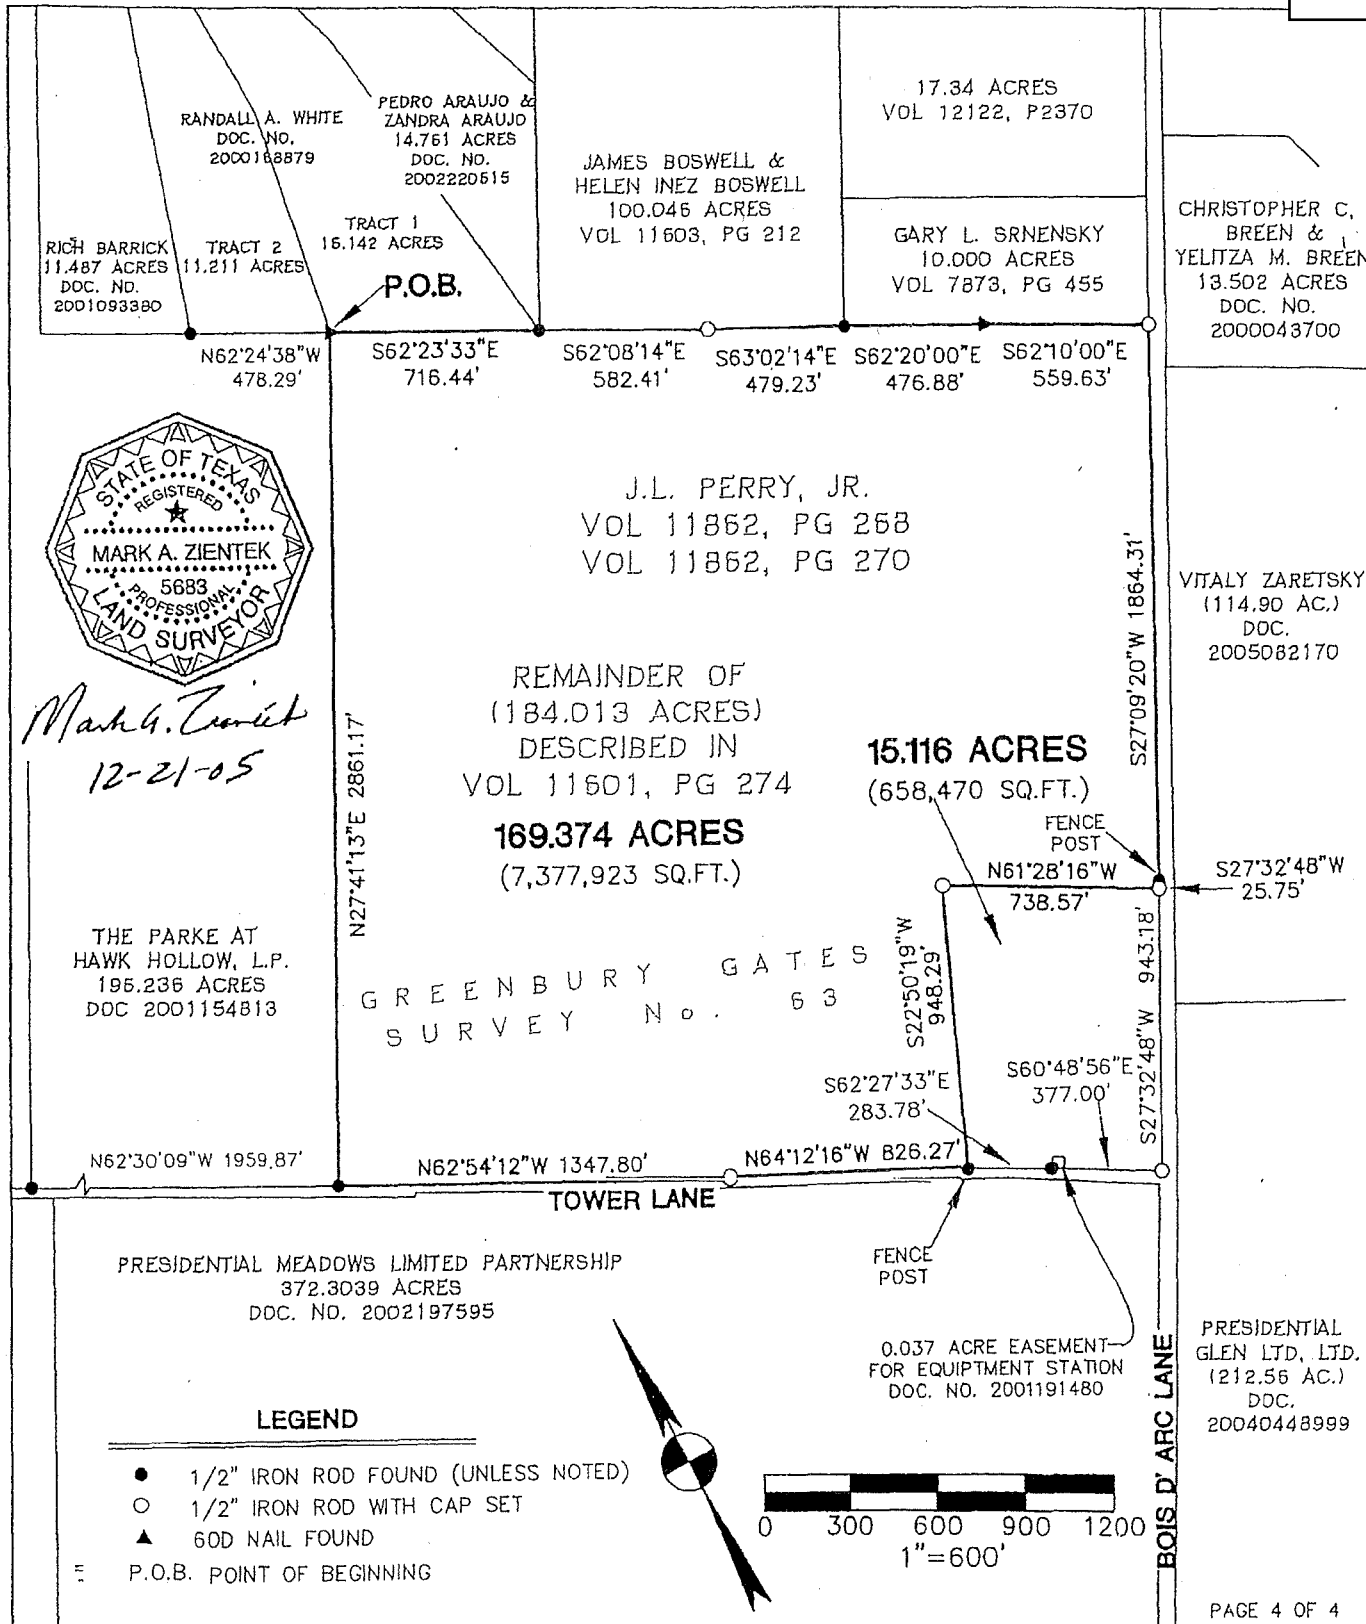 RANDALL A. WHITE
DOC. NO.
2000168879
PEDRO ARAUJO &
ZANDRA ARAUJO
14.761 ACRES
DOC. NO.
2002220615
17.34 ACRES
VOL 12122, P2370
JAMES BOSWELL &
HELEN INEZ BOSWELL
100.046 ACRES
VOL 11603, PG 212
CHRISTOPHER C.
BREEN &
YELITZA M. BREEN
13.502 ACRES
DOC. NO.
2000043700
RICH BARRICK
11.487 ACRES
DOC. NO.
2001093380
TRACT 2
11.211 ACRES
TRACT 1
16.142 ACRES
GARY L. SRNENSKY
10.000 ACRES
VOL 7873, PG 455
P.O.B.
N62°24'38"W
478.29'
S62°23'33"E
716.44'
S62°08'14"E
582.41'
S63°02'14"E
479.23'
S62°20'00"E
476.88'
S62°10'00"E
559.63'
STATE OF TEXAS
REGISTERED
MARK A. ZIENTEK
5683
PROFESSIONAL
LAND SURVEYOR
Mark A. Zientek
12-21-05
J.L. PERRY, JR.
VOL 11862, PG 268
VOL 11862, PG 270
S27°09'20"W 1864.31'
VITALY ZARETSKY
(114.90 AC.)
DOC.
2005082170
REMAINDER OF
(184.013 ACRES)
DESCRIBED IN
VOL 11601, PG 274
169.374 ACRES
(7,377,923 SQ.FT.)
15.116 ACRES
(658,470 SQ.FT.)
FENCE
POST
N27°41'13"E 2861.17'
N61°28'16"W
738.57'
S27°32'48"W
25.75'
THE PARKE AT
HAWK HOLLOW, L.P.
196.236 ACRES
DOC 2001154813
GREENBURY GATES
SURVEY No. 63
S22°50'19"W
948.29'
S27°32'48"W 943.18'
S62°27'33"E
283.78'
S60°48'56"E
377.00'
N62°30'09"W 1959.87'
N62°54'12"W 1347.80'
N64°12'16"W 826.27'
TOWER LANE
FENCE
POST
PRESIDENTIAL MEADOWS LIMITED PARTNERSHIP
372.3039 ACRES
DOC. NO. 2002197595
0.037 ACRE EASEMENT
FOR EQUIPTMENT STATION
DOC. NO. 2001191480
BOIS D' ARC LANE
PRESIDENTIAL
GLEN LTD, LTD.
(212.56 AC.)
DOC.
20040448999
LEGEND
1/2" IRON ROD FOUND (UNLESS NOTED)
1/2" IRON ROD WITH CAP SET
60D NAIL FOUND
P.O.B. POINT OF BEGINNING
0 300 600 900 1200
1"=600'
PAGE 4 OF 4